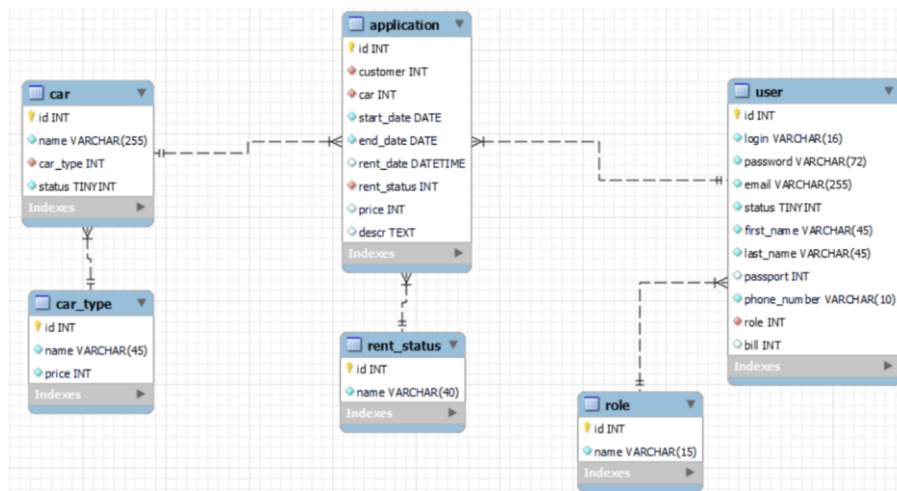 application
id INT
customer INT
car INT
start_date DATE
end_date DATE
rent_date DATETIME
rent_status INT
price INT
descr TEXT
Indexes
car
id INT
name VARCHAR(255)
car_type INT
status TINYINT
Indexes
user
id INT
login VARCHAR(16)
password VARCHAR(72)
email VARCHAR(255)
status TINYINT
first_name VARCHAR(45)
last_name VARCHAR(45)
passport INT
phone_number VARCHAR(10)
role INT
bill INT
Indexes
car_type
id INT
name VARCHAR(45)
price INT
Indexes
rent_status
id INT
name VARCHAR(40)
Indexes
role
id INT
name VARCHAR(15)
Indexes